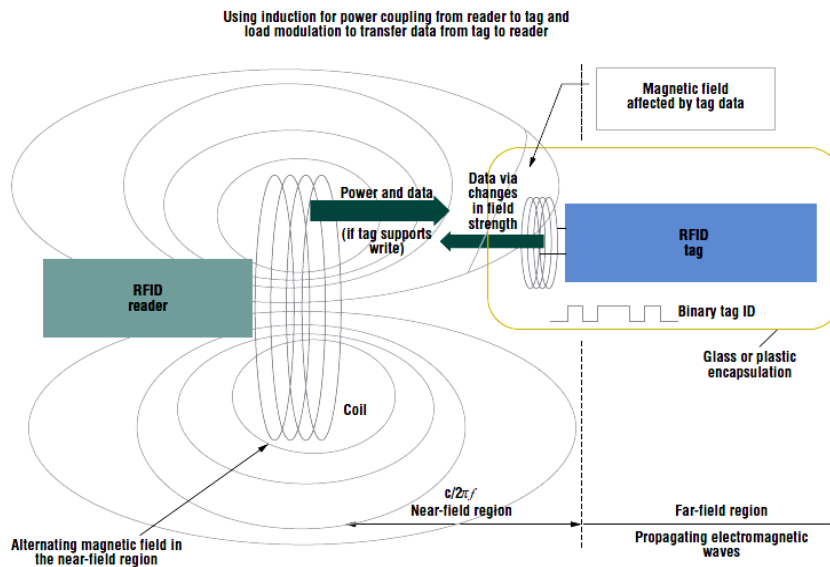 Using induction for power coupling from reader to tag and
load modulation to transfer data from tag to reader
Magnetic field
affected by tag data
Power and data
(if tag supports
write)
Data via
changes
in field
strength
RFID
tag
RFID
reader
Binary tag ID
Glass or plastic
encapsulation
Coil
c/2πf
Near-field region
Far-field region
Propagating electromagnetic
waves
Alternating magnetic field in
the near-field region